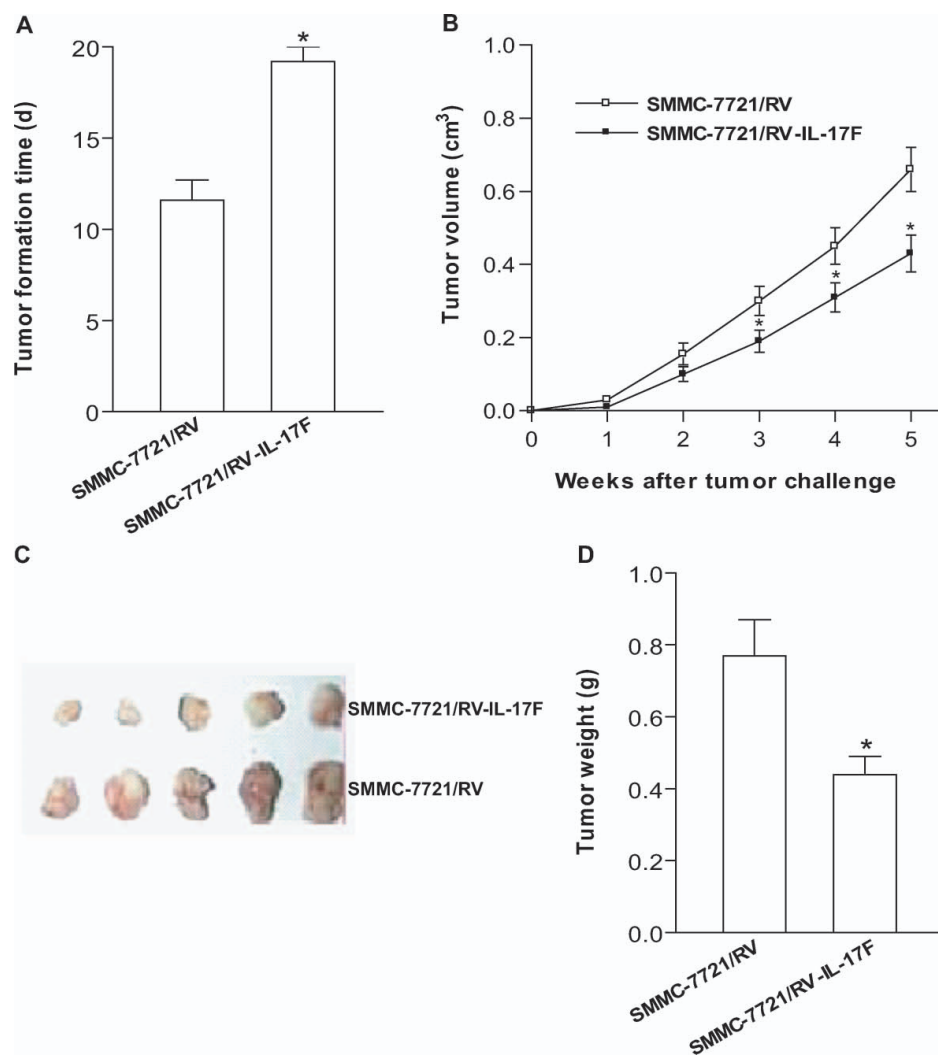 A
Tumor formation time (d)
20
15
10
5
0
*
SMMC-7721/RV
SMMC-7721/RV-IL-17F
B
Tumor volume (cm³)
1.0
0.8
0.6
0.4
0.2
0.0
SMMC-7721/RV
SMMC-7721/RV-IL-17F
*
*
*
0 1 2 3 4 5
Weeks after tumor challenge
C
SMMC-7721/RV-IL-17F
SMMC-7721/RV
D
Tumor weight (g)
1.0
0.8
0.6
0.4
0.2
0.0
*
SMMC-7721/RV
SMMC-7721/RV-IL-17F